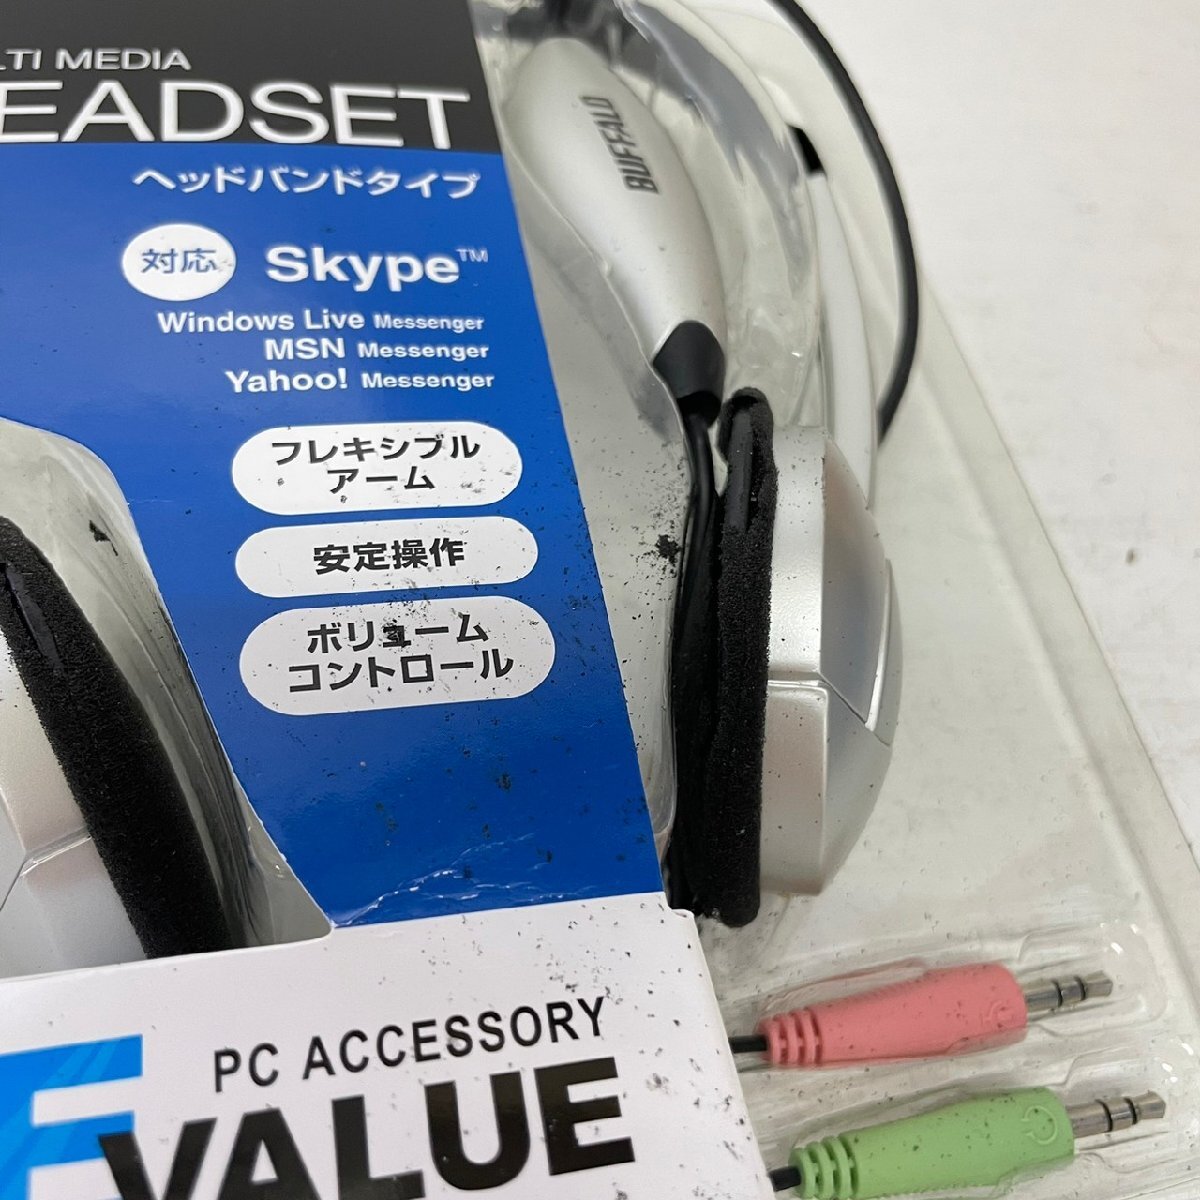 LTI MEDIA
EADSET
ヘッドバンドタイプ
対応 Skype™
Windows Live Messenger
MSN Messenger
Yahoo! Messenger
フレキシブル
アーム
安定操作
ボリューム
コントロール
BUFFALO
PC ACCESSORY
VALUE